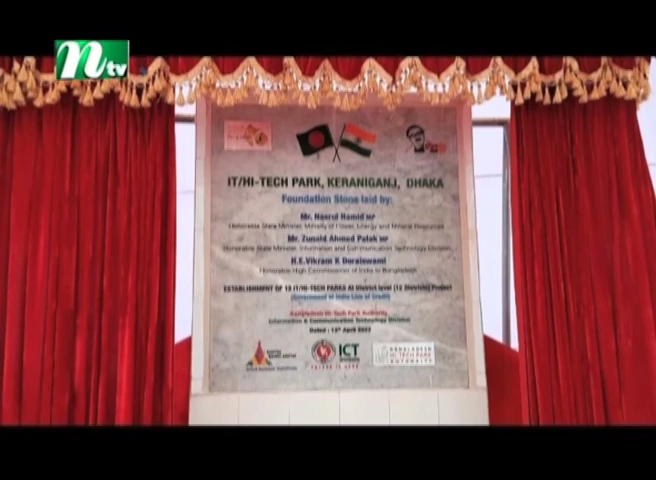 ntv
IT/HI-TECH PARK, KERANIGANJ, DHAKA
Foundation Stone laid by:
Mr. Nasrul Hamid MP
Honorable State Minister, Ministry of Power, Energy and Mineral Resources
Mr. Zunaid Ahmed Palak MP
Honorable State Minister, Information and Communication Technology Division
H.E.Vikram K Doraiswami
Honorable High Commissioner of India to Bangladesh
ESTABLISHMENT OF 12 IT/HI-TECH PARKS At District level (12 Districts) Project
(Government of India Line of Credit)
Bangladesh Hi-Tech Park Authority
Information & Communication Technology Division
ICT
BANGLADESH
HI-TECH PARK
AUTHORITY